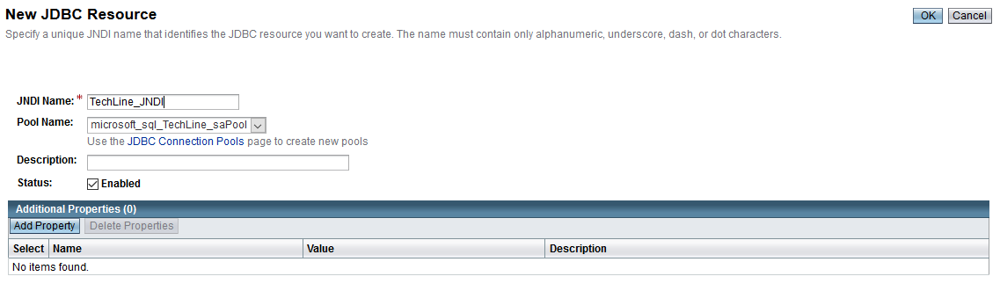 New JDBC Resource
OK Cancel
Specify a unique JNDI name that identifies the JDBC resource you want to create. The name must contain only alphanumeric, underscore, dash, or dot characters.
JNDI Name: * TechLine_JNDI
Pool Name: microsoft_sql_TechLine_saPool
Use the JDBC Connection Pools page to create new pools
Description:
Status: Enabled
Additional Properties (0)
Add Property Delete Properties
Select Name Value Description
No items found.